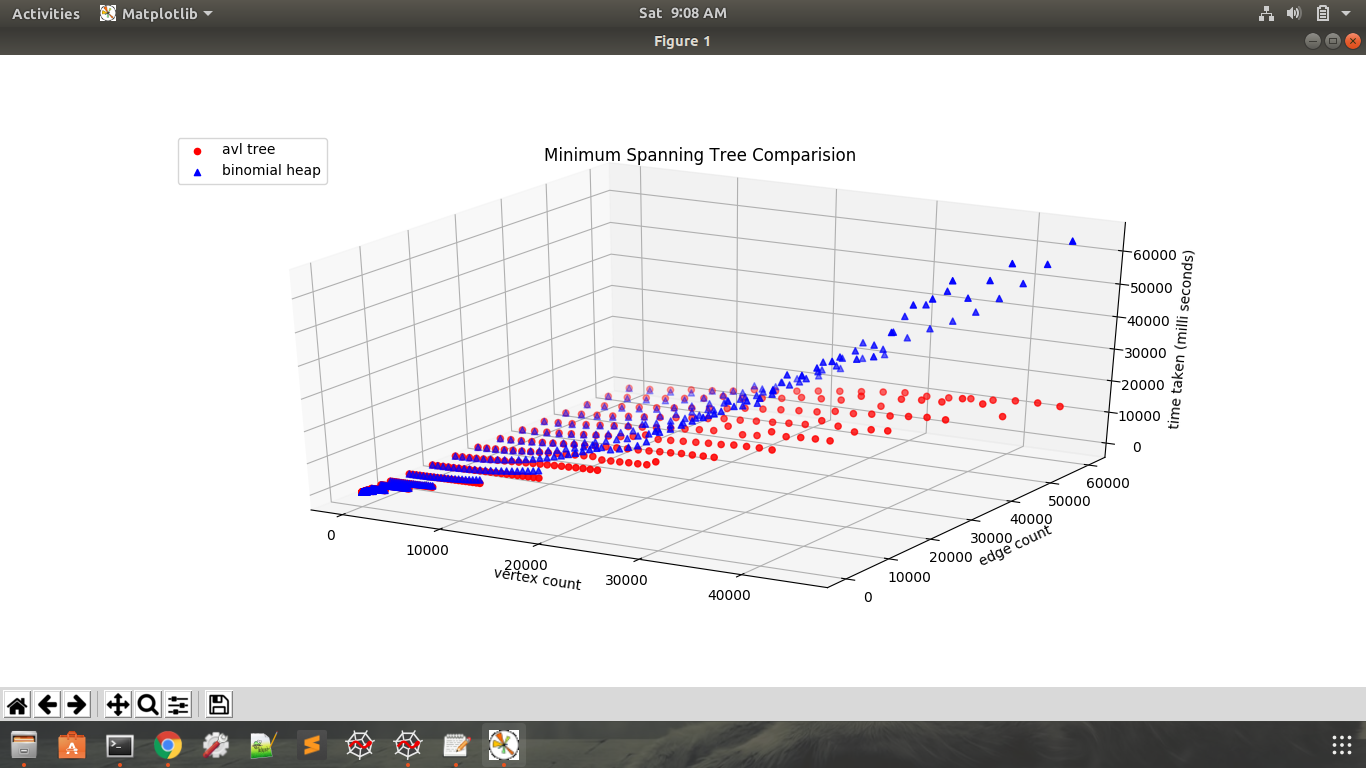 Activities Matplotlib Sat 9:08 AM
Figure 1
avl tree
binomial heap
Minimum Spanning Tree Comparision
60000
50000
40000
30000
20000
10000
0
time taken (milli seconds)
0
10000
20000
30000
40000
vertex count
0
10000
20000
30000
40000
50000
60000
edge count